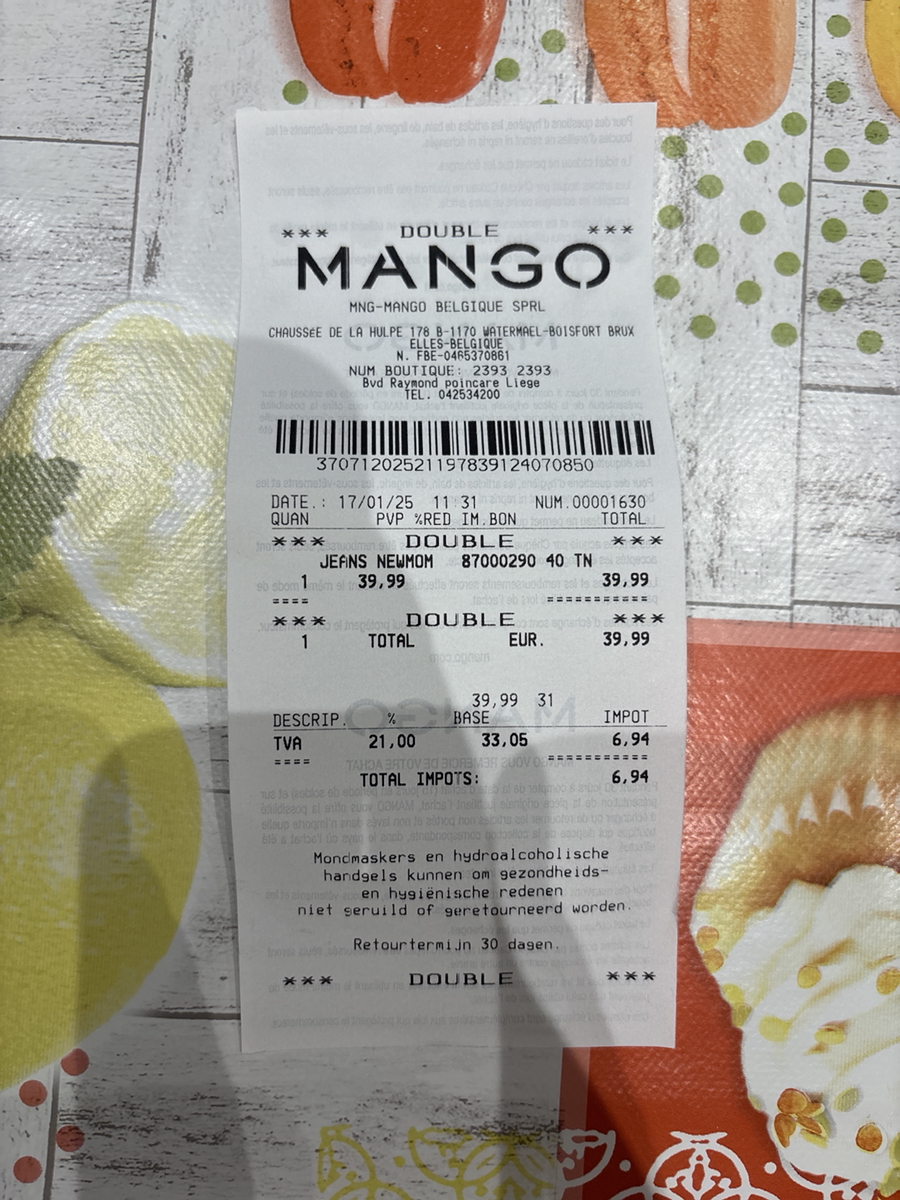 *** DOUBLE ***
MANGO
MNG-MANGO BELGIQUE SPRL
CHAUSSéE DE LA HULPE 178 B-1170 WATERMAEL-BOISFORT BRUX
ELLES-BELGIQUE
N. FBE-0465370861
NUM BOUTIQUE: 2393 2393
Bvd Raymond poincare Liege
TEL. 042534200
37071202521197839124070850
DATE.: 17/01/25 11:31 NUM.00001630
QUAN PVP %RED IM.BON TOTAL
*** DOUBLE ***
JEANS NEWMOM 87000290 40 TN
1 39,99 39,99
==== ===========
*** DOUBLE ***
1 TOTAL EUR. 39,99
39,99 31
DESCRIP. % BASE IMPOT
TVA 21,00 33,05 6,94
==== ===========
TOTAL IMPOTS: 6,94
Mondmaskers en hydroalcoholische
handgels kunnen om gezondheids-
en hygiënische redenen
niet geruild of geretourneerd worden.
Retourtermijn 30 dagen.
*** DOUBLE ***